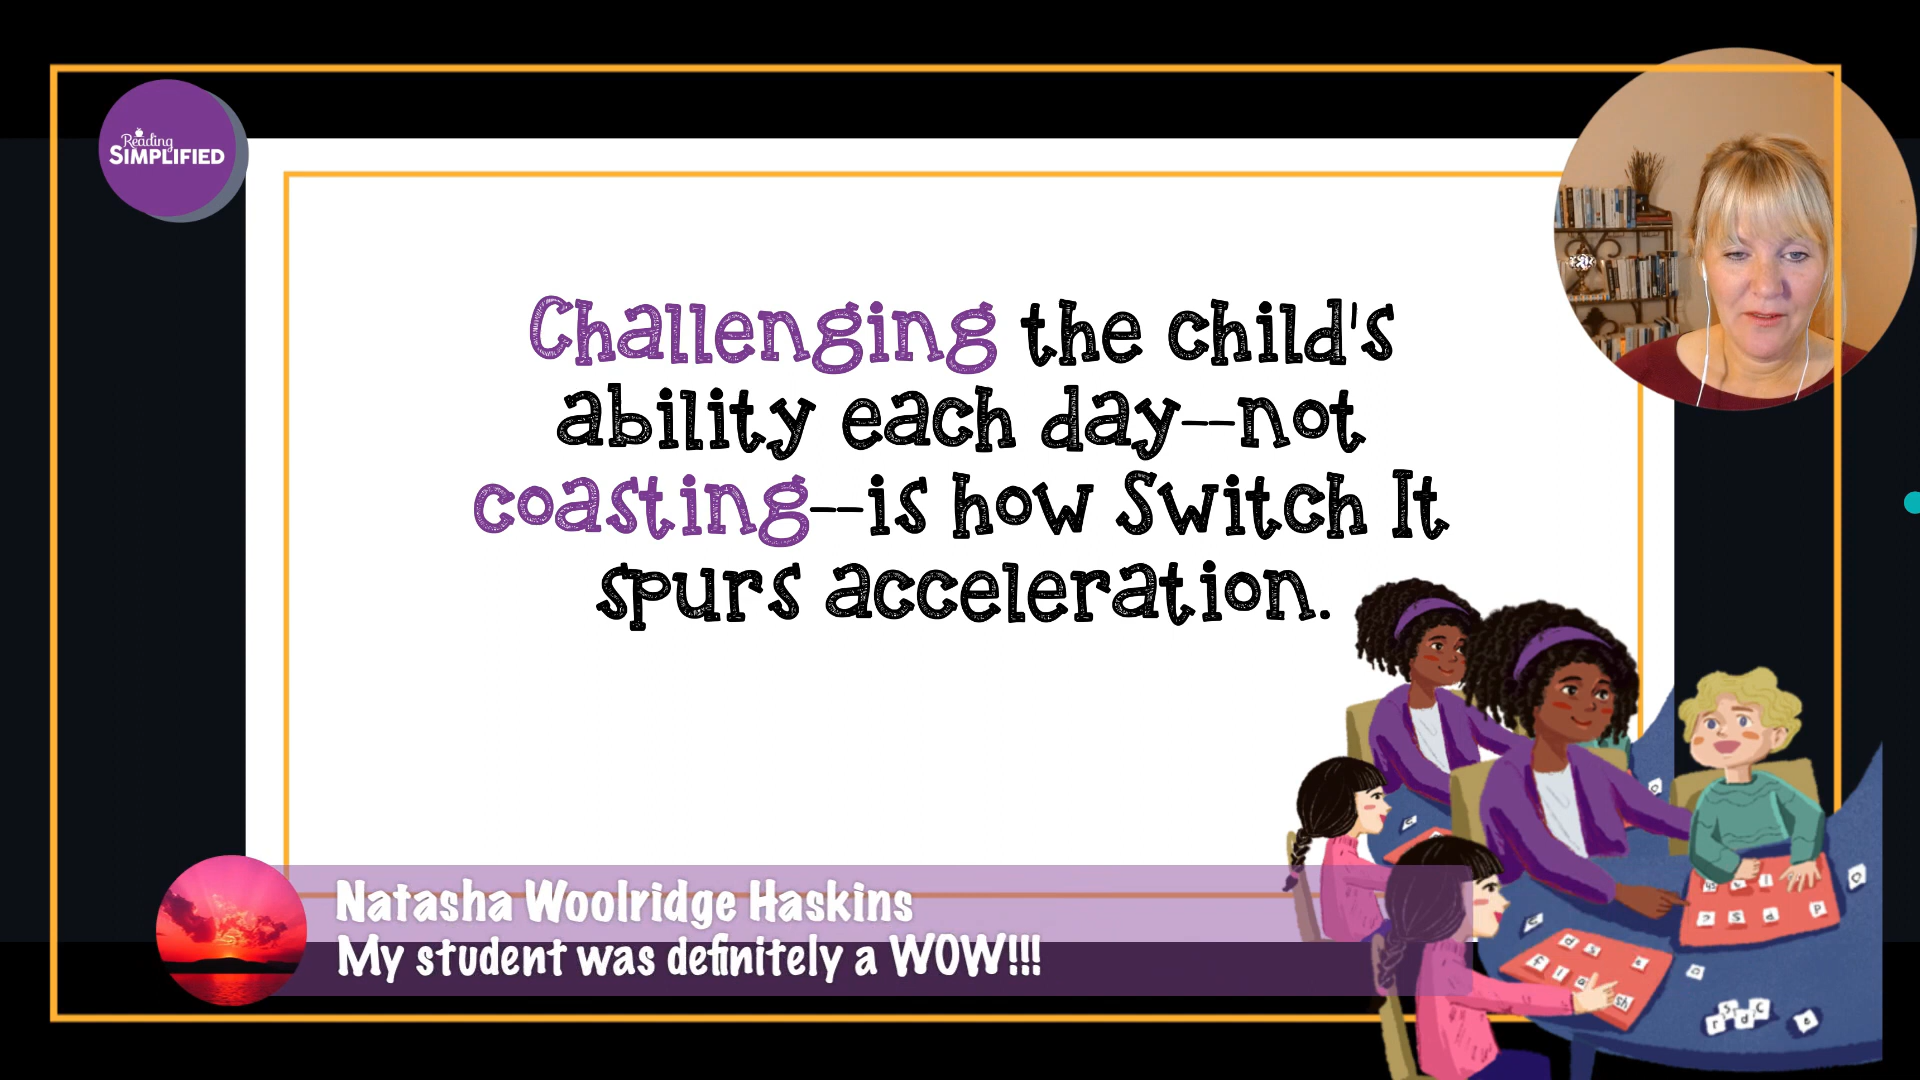 Reading
SIMPLIFIED
Challenging the child's
ability each day--not
coasting--is how Switch It
spurs acceleration.
Natasha Woolridge Haskins
My student was definitely a WOW!!!